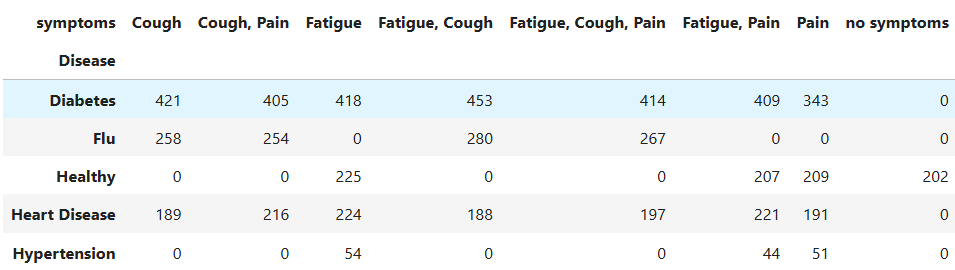 symptoms Cough Cough, Pain Fatigue Fatigue, Cough Fatigue, Cough, Pain Fatigue, Pain Pain no symptoms
Disease
Diabetes 421 405 418 453 414 409 343 0
Flu 258 254 0 280 267 0 0 0
Healthy 0 0 225 0 0 207 209 202
Heart Disease 189 216 224 188 197 221 191 0
Hypertension 0 0 54 0 0 44 51 0